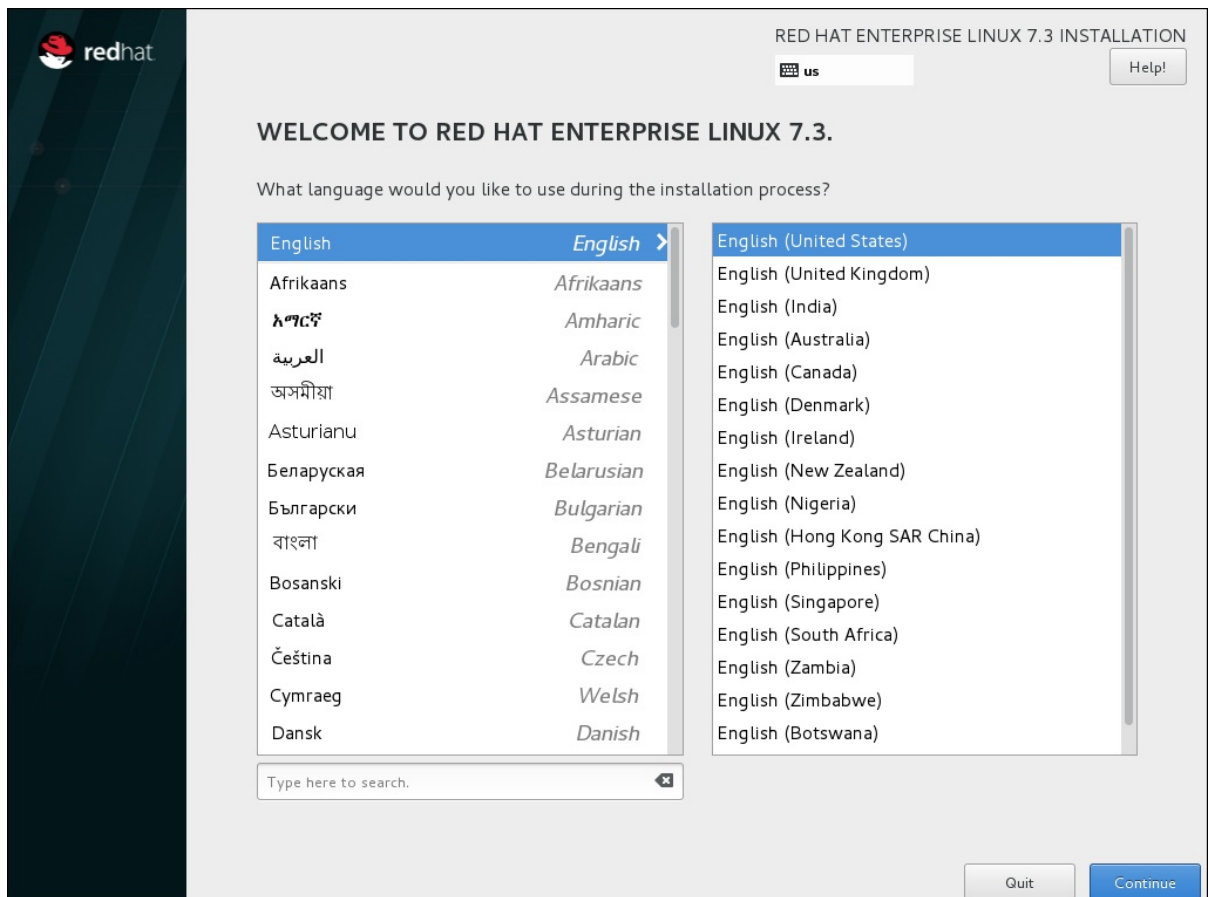 redhat
RED HAT ENTERPRISE LINUX 7.3 INSTALLATION
us
Help!
WELCOME TO RED HAT ENTERPRISE LINUX 7.3.
What language would you like to use during the installation process?
English English
Afrikaans Afrikaans
አማርኛ Amharic
العربية Arabic
অসমীয়া Assamese
Asturianu Asturian
Беларуская Belarusian
Български Bulgarian
বাংলা Bengali
Bosanski Bosnian
Català Catalan
Čeština Czech
Cymraeg Welsh
Dansk Danish
Type here to search.
English (United States)
English (United Kingdom)
English (India)
English (Australia)
English (Canada)
English (Denmark)
English (Ireland)
English (New Zealand)
English (Nigeria)
English (Hong Kong SAR China)
English (Philippines)
English (Singapore)
English (South Africa)
English (Zambia)
English (Zimbabwe)
English (Botswana)
Quit
Continue